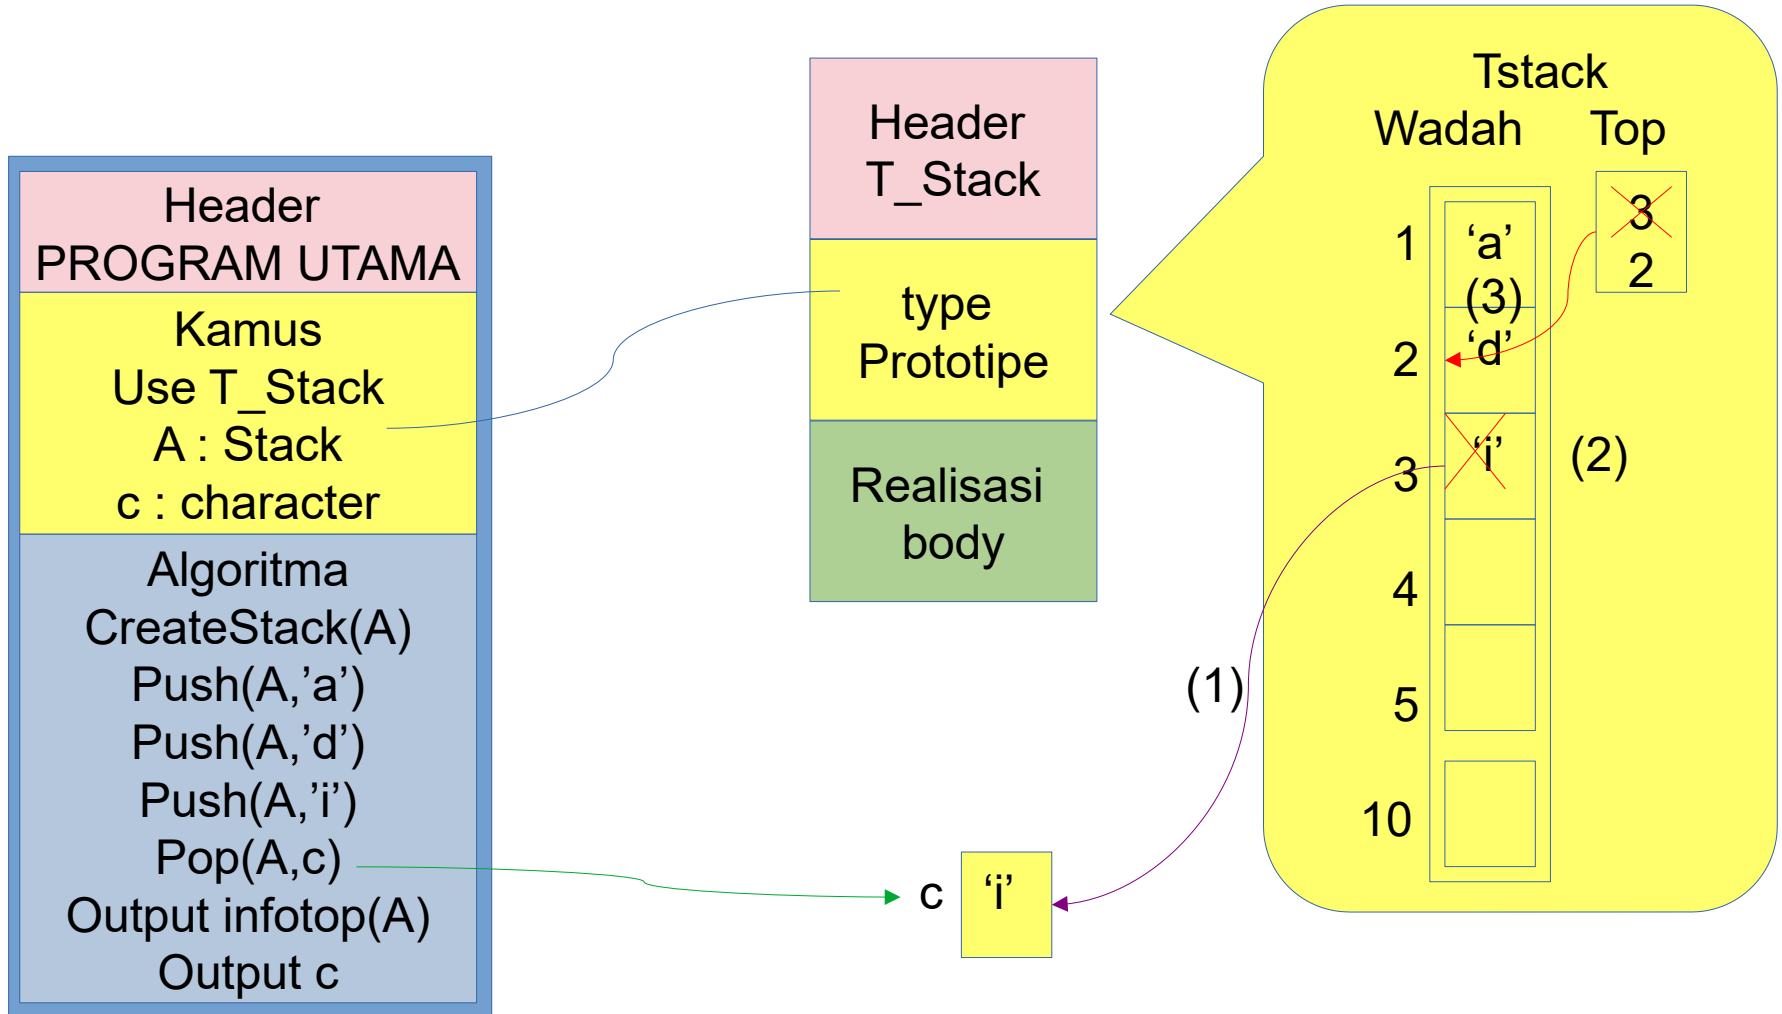 Header
PROGRAM UTAMA
Kamus
Use T_Stack
A : Stack
c : character
Algoritma
CreateStack(A)
Push(A,’a’)
Push(A,’d’)
Push(A,’i’)
Pop(A,c)
Output infotop(A)
Output c
Header
T_Stack
type
Prototipe
Realisasi
body
(1)
c ‘i’
Tstack
Wadah Top
3
2
1 ‘a’
(3)
2 ‘d’
3 ‘i’ (2)
4
5
10